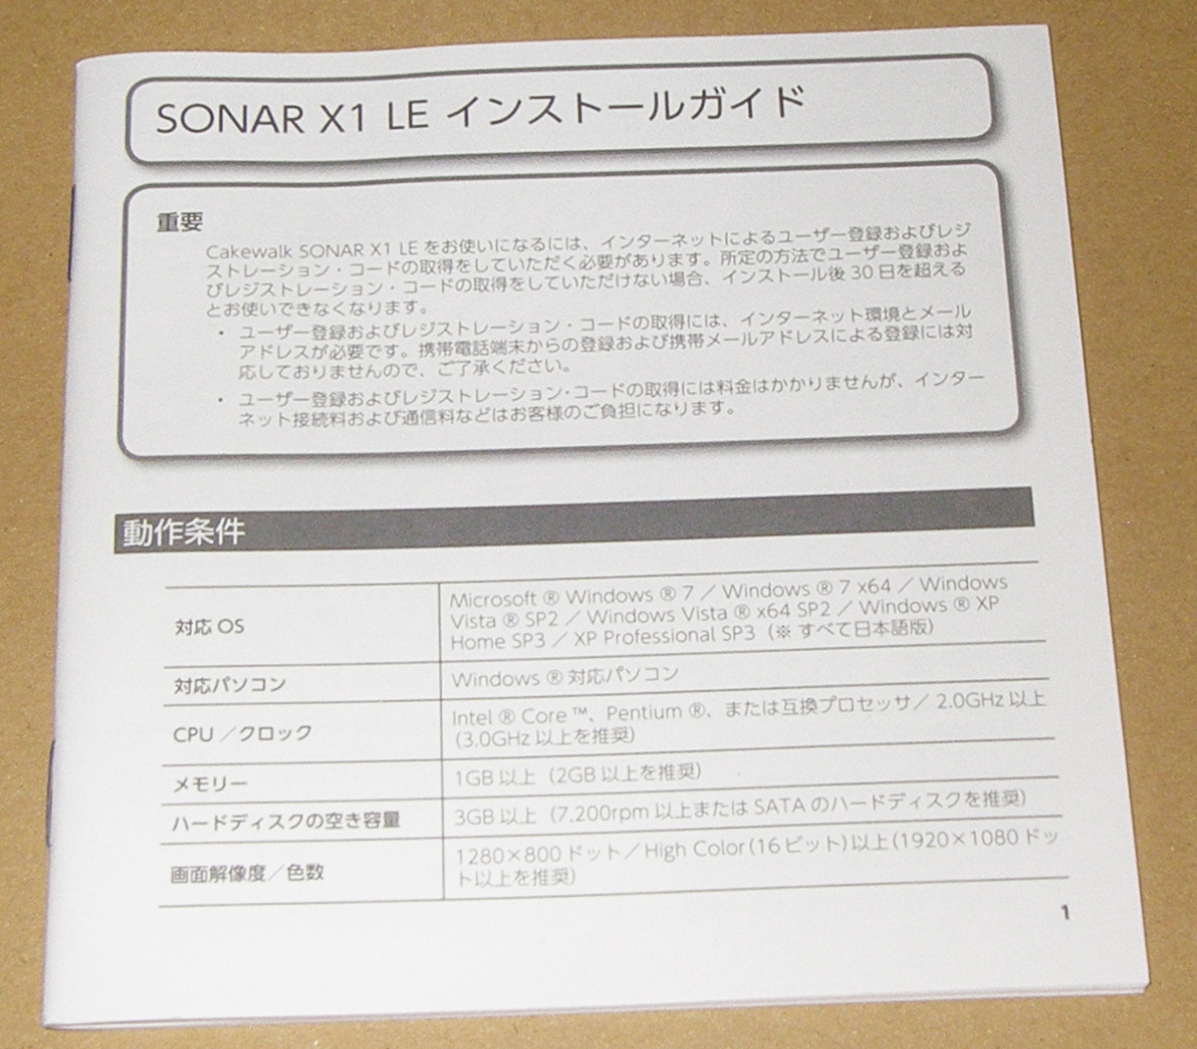 SONAR X1 LE インストールガイド
重要
Cakewalk SONAR X1 LE をお使いになるには、インターネットによるユーザー登録およびレジ
ストレーション・コードの取得をしていただく必要があります。所定の方法でユーザー登録およ
びレジストレーション・コードの取得をしていただけない場合、インストール後 30 日を超える
とお使いできなくなります。
・ ユーザー登録およびレジストレーション・コードの取得には、インターネット環境とメール
アドレスが必要です。携帯電話端末からの登録および携帯メールアドレスによる登録には対
応しておりませんので、ご了承ください。
・ ユーザー登録およびレジストレーション・コードの取得には料金はかかりませんが、インター
ネット接続料および通信料などはお客様のご負担になります。
動作条件
対応 OS
Microsoft ® Windows ® 7 ／ Windows ® 7 x64 ／ Windows
Vista ® SP2 ／ Windows Vista ® x64 SP2 ／ Windows ® XP
Home SP3 ／ XP Professional SP3（※ すべて日本語版）
対応パソコン
Windows ® 対応パソコン
CPU ／クロック
Intel ® Core ™、Pentium ®、または互換プロセッサ／ 2.0GHz 以上
（3.0GHz 以上を推奨）
メモリー
1GB 以上（2GB 以上を推奨）
ハードディスクの空き容量
3GB 以上（7,200rpm 以上または SATA のハードディスクを推奨）
画面解像度／色数
1280×800 ドット／High Color（16 ビット）以上（1920×1080 ドッ
ト以上を推奨）
1